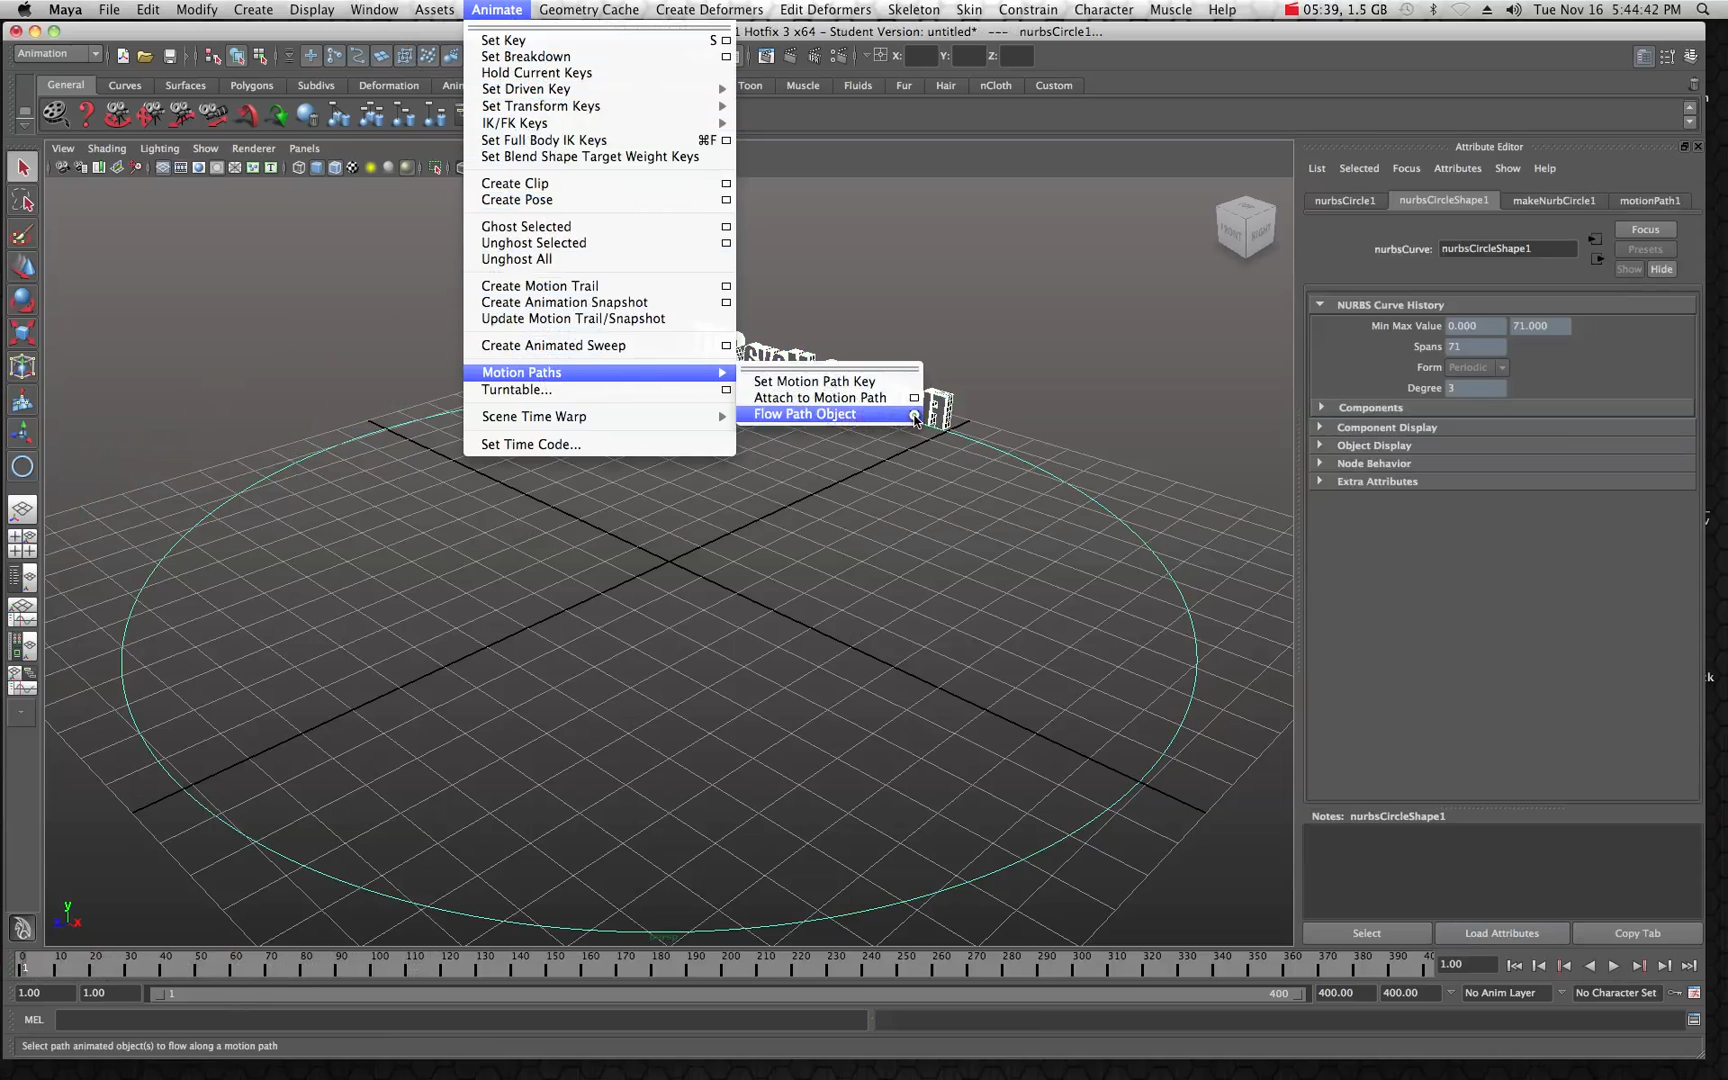 Maya File Edit Modify Create Display Window Assets Animate Geometry Cache Create Deformers Edit Deformers Skeleton Skin Constrain Character Muscle Help 05:39, 1.5 GB Tue Nov 16 5:44:42 PM
1 Hotfix 3 x64 - Student Version: untitled* --- nurbsCircle1...
Animation X: Y: Z:
General Curves Surfaces Polygons Subdivs Deformation Toon Muscle Fluids Fur Hair nCloth Custom
View Shading Lighting Show Renderer Panels
Set Key S
Set Breakdown
Hold Current Keys
Set Driven Key
Set Transform Keys
IK/FK Keys
Set Full Body IK Keys ⌘F
Set Blend Shape Target Weight Keys
Create Clip
Create Pose
Ghost Selected
Unghost Selected
Unghost All
Create Motion Trail
Create Animation Snapshot
Update Motion Trail/Snapshot
Create Animated Sweep
Motion Paths
Turntable...
Scene Time Warp
Set Time Code...
Set Motion Path Key
Attach to Motion Path
Flow Path Object
FRONT RIGHT
Attribute Editor
List Selected Focus Attributes Show Help
nurbsCircle1 nurbsCircleShape1 makeNurbCircle1 motionPath1
Focus
nurbsCurve: nurbsCircleShape1
Presets
Show Hide
NURBS Curve History
Min Max Value 0.000 71.000
Spans 71
Form Periodic
Degree 3
Components
Component Display
Object Display
Node Behavior
Extra Attributes
Notes: nurbsCircleShape1
Select Load Attributes Copy Tab
y
x
persp
0 10 20 30 40 50 60 70 80 90 100 110 120 130 140 150 160 170 180 190 200 210 220 230 240 250 260 270 280 290 300 310 320 330 340 350 360 370 380 390 40
1
1.00
1.00 1.00 1 400 400.00 400.00 No Anim Layer No Character Set
MEL
Select path animated object(s) to flow along a motion path